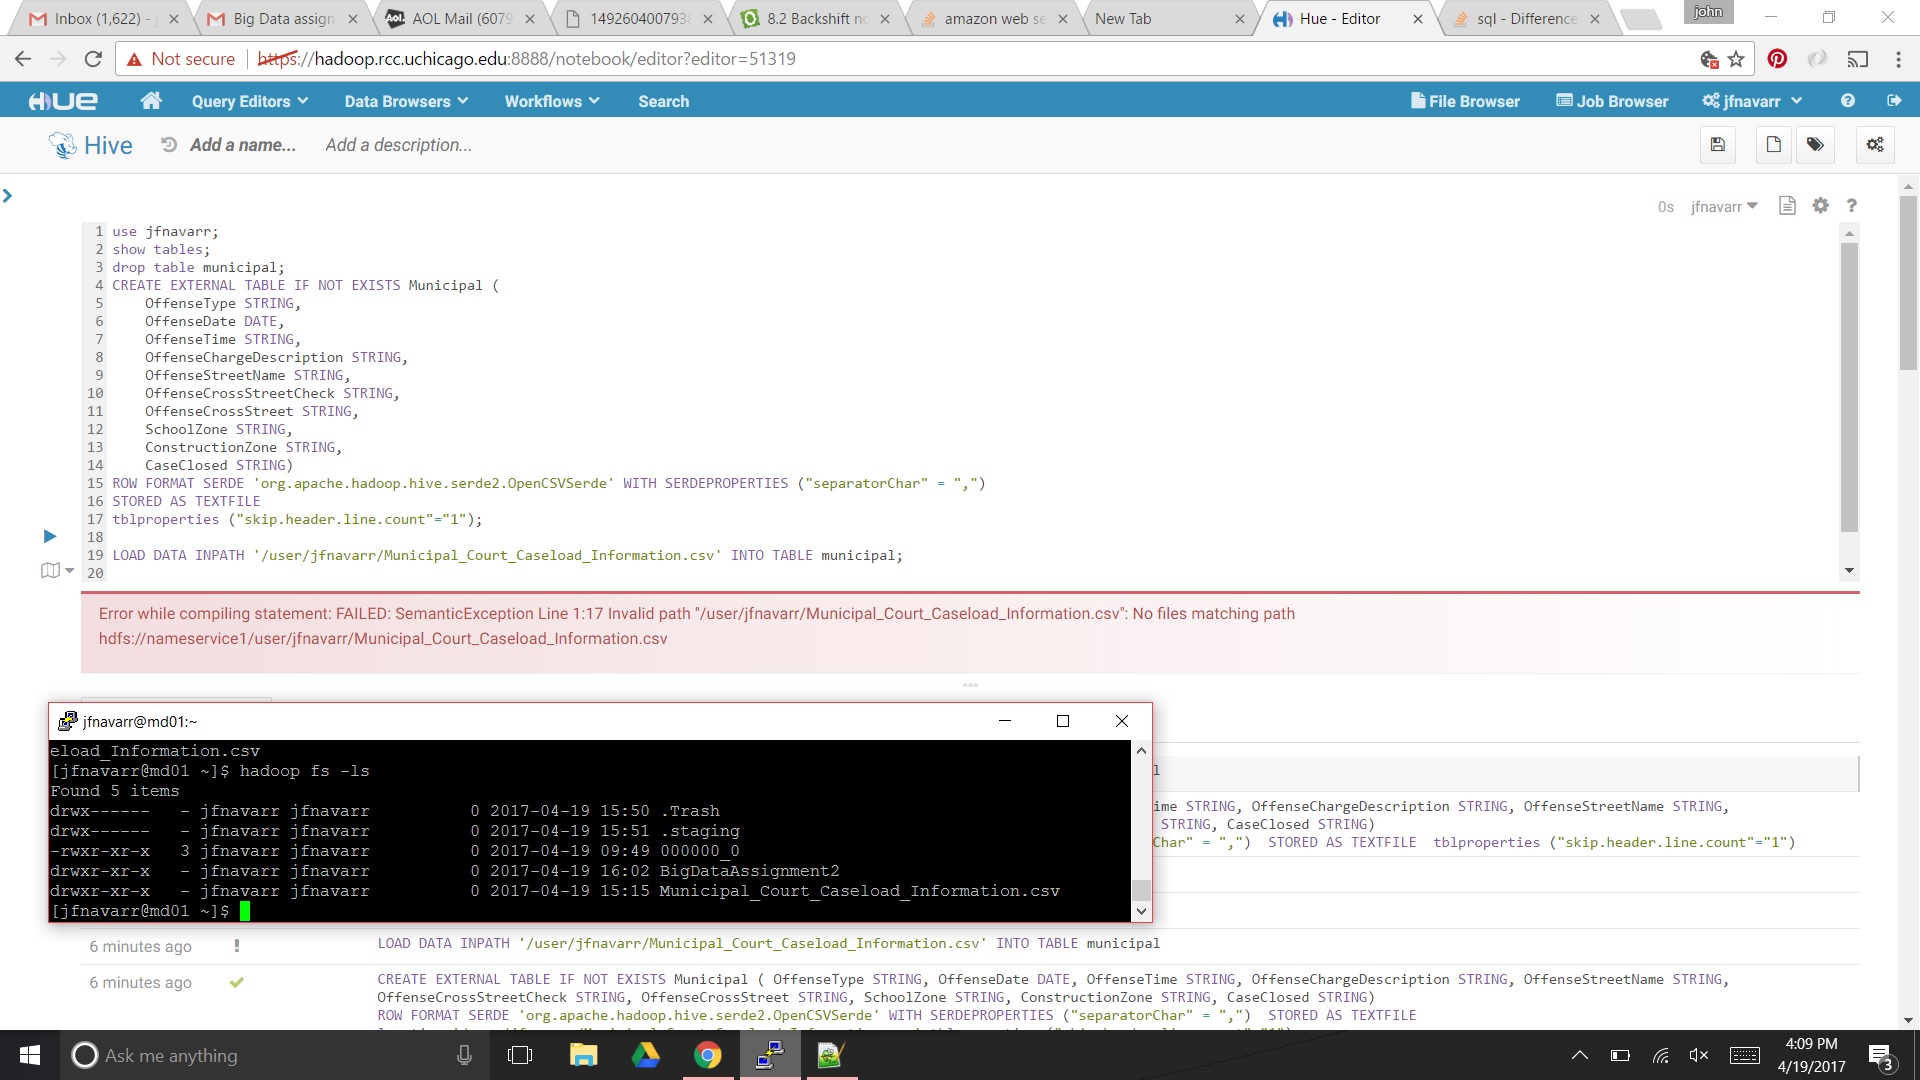 john
Inbox (1,622) -
Big Data assign
AOL Mail (6079
1492604007938
8.2 Backshift no
amazon web se
New Tab
Hue - Editor
sql - Difference
Not secure https://hadoop.rcc.uchicago.edu:8888/notebook/editor?editor=51319
HUE Query Editors Data Browsers Workflows Search File Browser Job Browser jfnavarr
Hive Add a name... Add a description...
0s jfnavarr ?
1 use jfnavarr;
2 show tables;
3 drop table municipal;
4 CREATE EXTERNAL TABLE IF NOT EXISTS Municipal (
5 OffenseType STRING,
6 OffenseDate DATE,
7 OffenseTime STRING,
8 OffenseChargeDescription STRING,
9 OffenseStreetName STRING,
10 OffenseCrossStreetCheck STRING,
11 OffenseCrossStreet STRING,
12 SchoolZone STRING,
13 ConstructionZone STRING,
14 CaseClosed STRING)
15 ROW FORMAT SERDE 'org.apache.hadoop.hive.serde2.OpenCSVSerde' WITH SERDEPROPERTIES ("separatorChar" = ",")
16 STORED AS TEXTFILE
17 tblproperties ("skip.header.line.count"="1");
18
19 LOAD DATA INPATH '/user/jfnavarr/Municipal_Court_Caseload_Information.csv' INTO TABLE municipal;
20
Error while compiling statement: FAILED: SemanticException Line 1:17 Invalid path "/user/jfnavarr/Municipal_Court_Caseload_Information.csv": No files matching path
hdfs://nameservice1/user/jfnavarr/Municipal_Court_Caseload_Information.csv
jfnavarr@md01:~
eload_Information.csv
[jfnavarr@md01 ~]$ hadoop fs -ls
Found 5 items
drwx------ - jfnavarr jfnavarr 0 2017-04-19 15:50 .Trash
drwx------ - jfnavarr jfnavarr 0 2017-04-19 15:51 .staging
-rwxr-xr-x 3 jfnavarr jfnavarr 0 2017-04-19 09:49 000000_0
drwxr-xr-x - jfnavarr jfnavarr 0 2017-04-19 16:02 BigDataAssignment2
drwxr-xr-x - jfnavarr jfnavarr 0 2017-04-19 15:15 Municipal_Court_Caseload_Information.csv
[jfnavarr@md01 ~]$
l
ime STRING, OffenseChargeDescription STRING, OffenseStreetName STRING,
STRING, CaseClosed STRING)
Char" = ",") STORED AS TEXTFILE tblproperties ("skip.header.line.count"="1")
6 minutes ago ! LOAD DATA INPATH '/user/jfnavarr/Municipal_Court_Caseload_Information.csv' INTO TABLE municipal
6 minutes ago CREATE EXTERNAL TABLE IF NOT EXISTS Municipal ( OffenseType STRING, OffenseDate DATE, OffenseTime STRING, OffenseChargeDescription STRING, OffenseStreetName STRING,
OffenseCrossStreetCheck STRING, OffenseCrossStreet STRING, SchoolZone STRING, ConstructionZone STRING, CaseClosed STRING)
ROW FORMAT SERDE 'org.apache.hadoop.hive.serde2.OpenCSVSerde' WITH SERDEPROPERTIES ("separatorChar" = ",") STORED AS TEXTFILE
Ask me anything
4:09 PM
4/19/2017
3